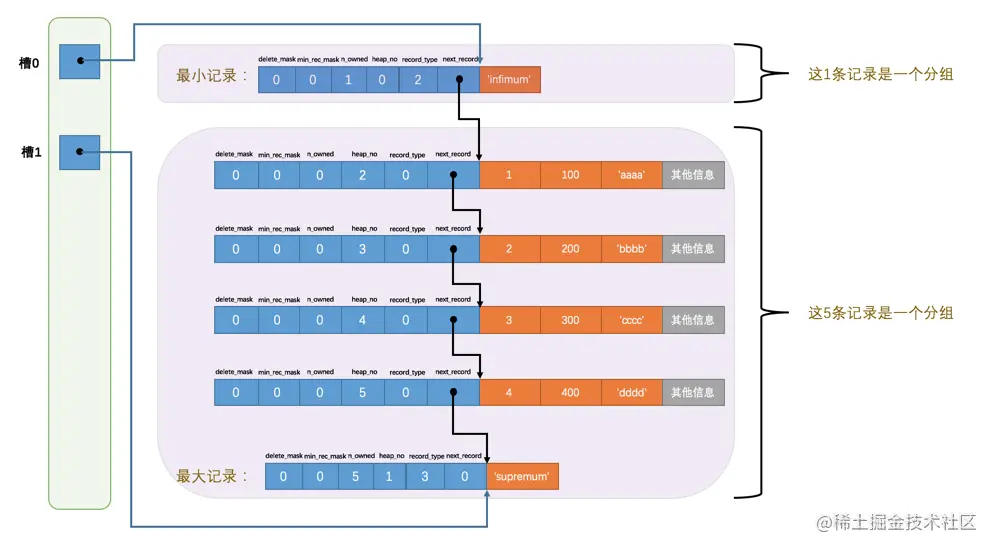 槽0
delete_mask min_rec_mask n_owned heap_no record_type next_record
最小记录： 0 0 1 0 2 'infimum'
这1条记录是一个分组
槽1
delete_mask min_rec_mask n_owned heap_no record_type next_record
0 0 0 2 0 1 100 'aaaa' 其他信息
delete_mask min_rec_mask n_owned heap_no record_type next_record
0 0 0 3 0 2 200 'bbbb' 其他信息
delete_mask min_rec_mask n_owned heap_no record_type next_record
0 0 0 4 0 3 300 'cccc' 其他信息
这5条记录是一个分组
delete_mask min_rec_mask n_owned heap_no record_type next_record
0 0 0 5 0 4 400 'dddd' 其他信息
delete_mask min_rec_mask n_owned heap_no record_type next_record
最大记录： 0 0 5 1 3 0 'supremum'
@稀土掘金技术社区